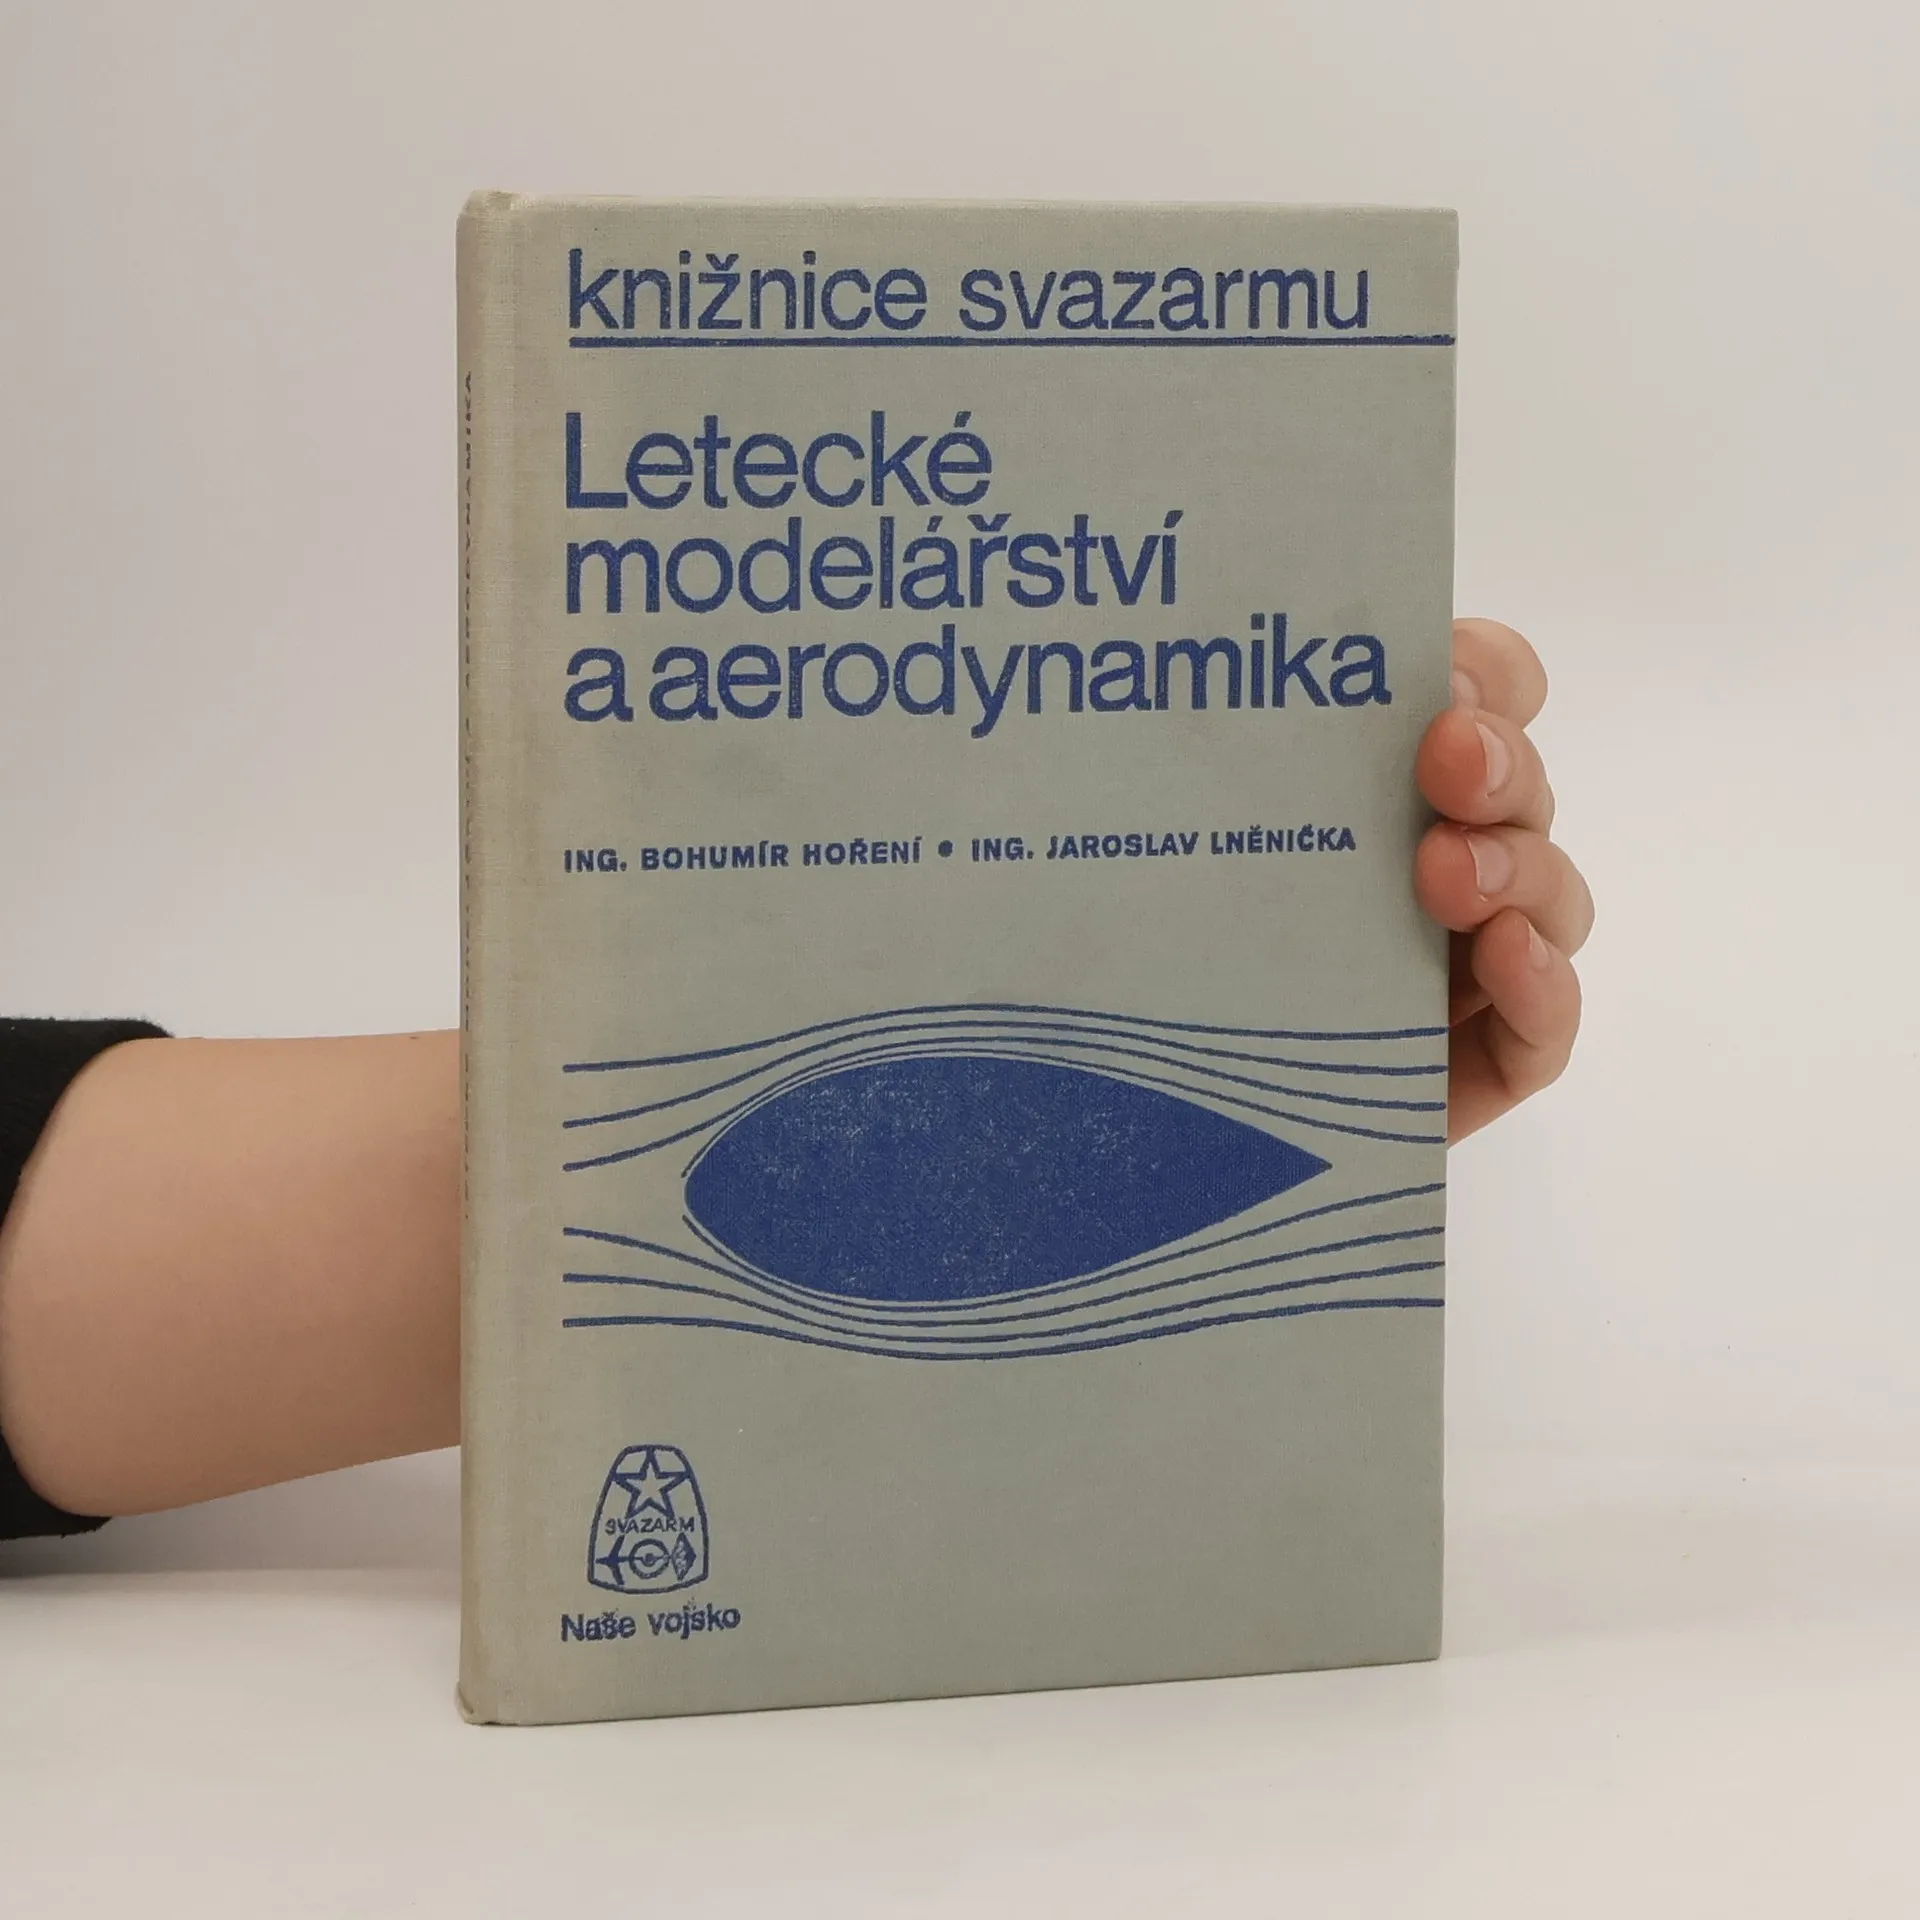 knižnice svazarmu
Letecké
modelářství
a aerodynamika
ING. BOHUMÍR HOŘENÍ • ING. JAROSLAV LNĚNIČKA
SVAZARM
Naše vojsko